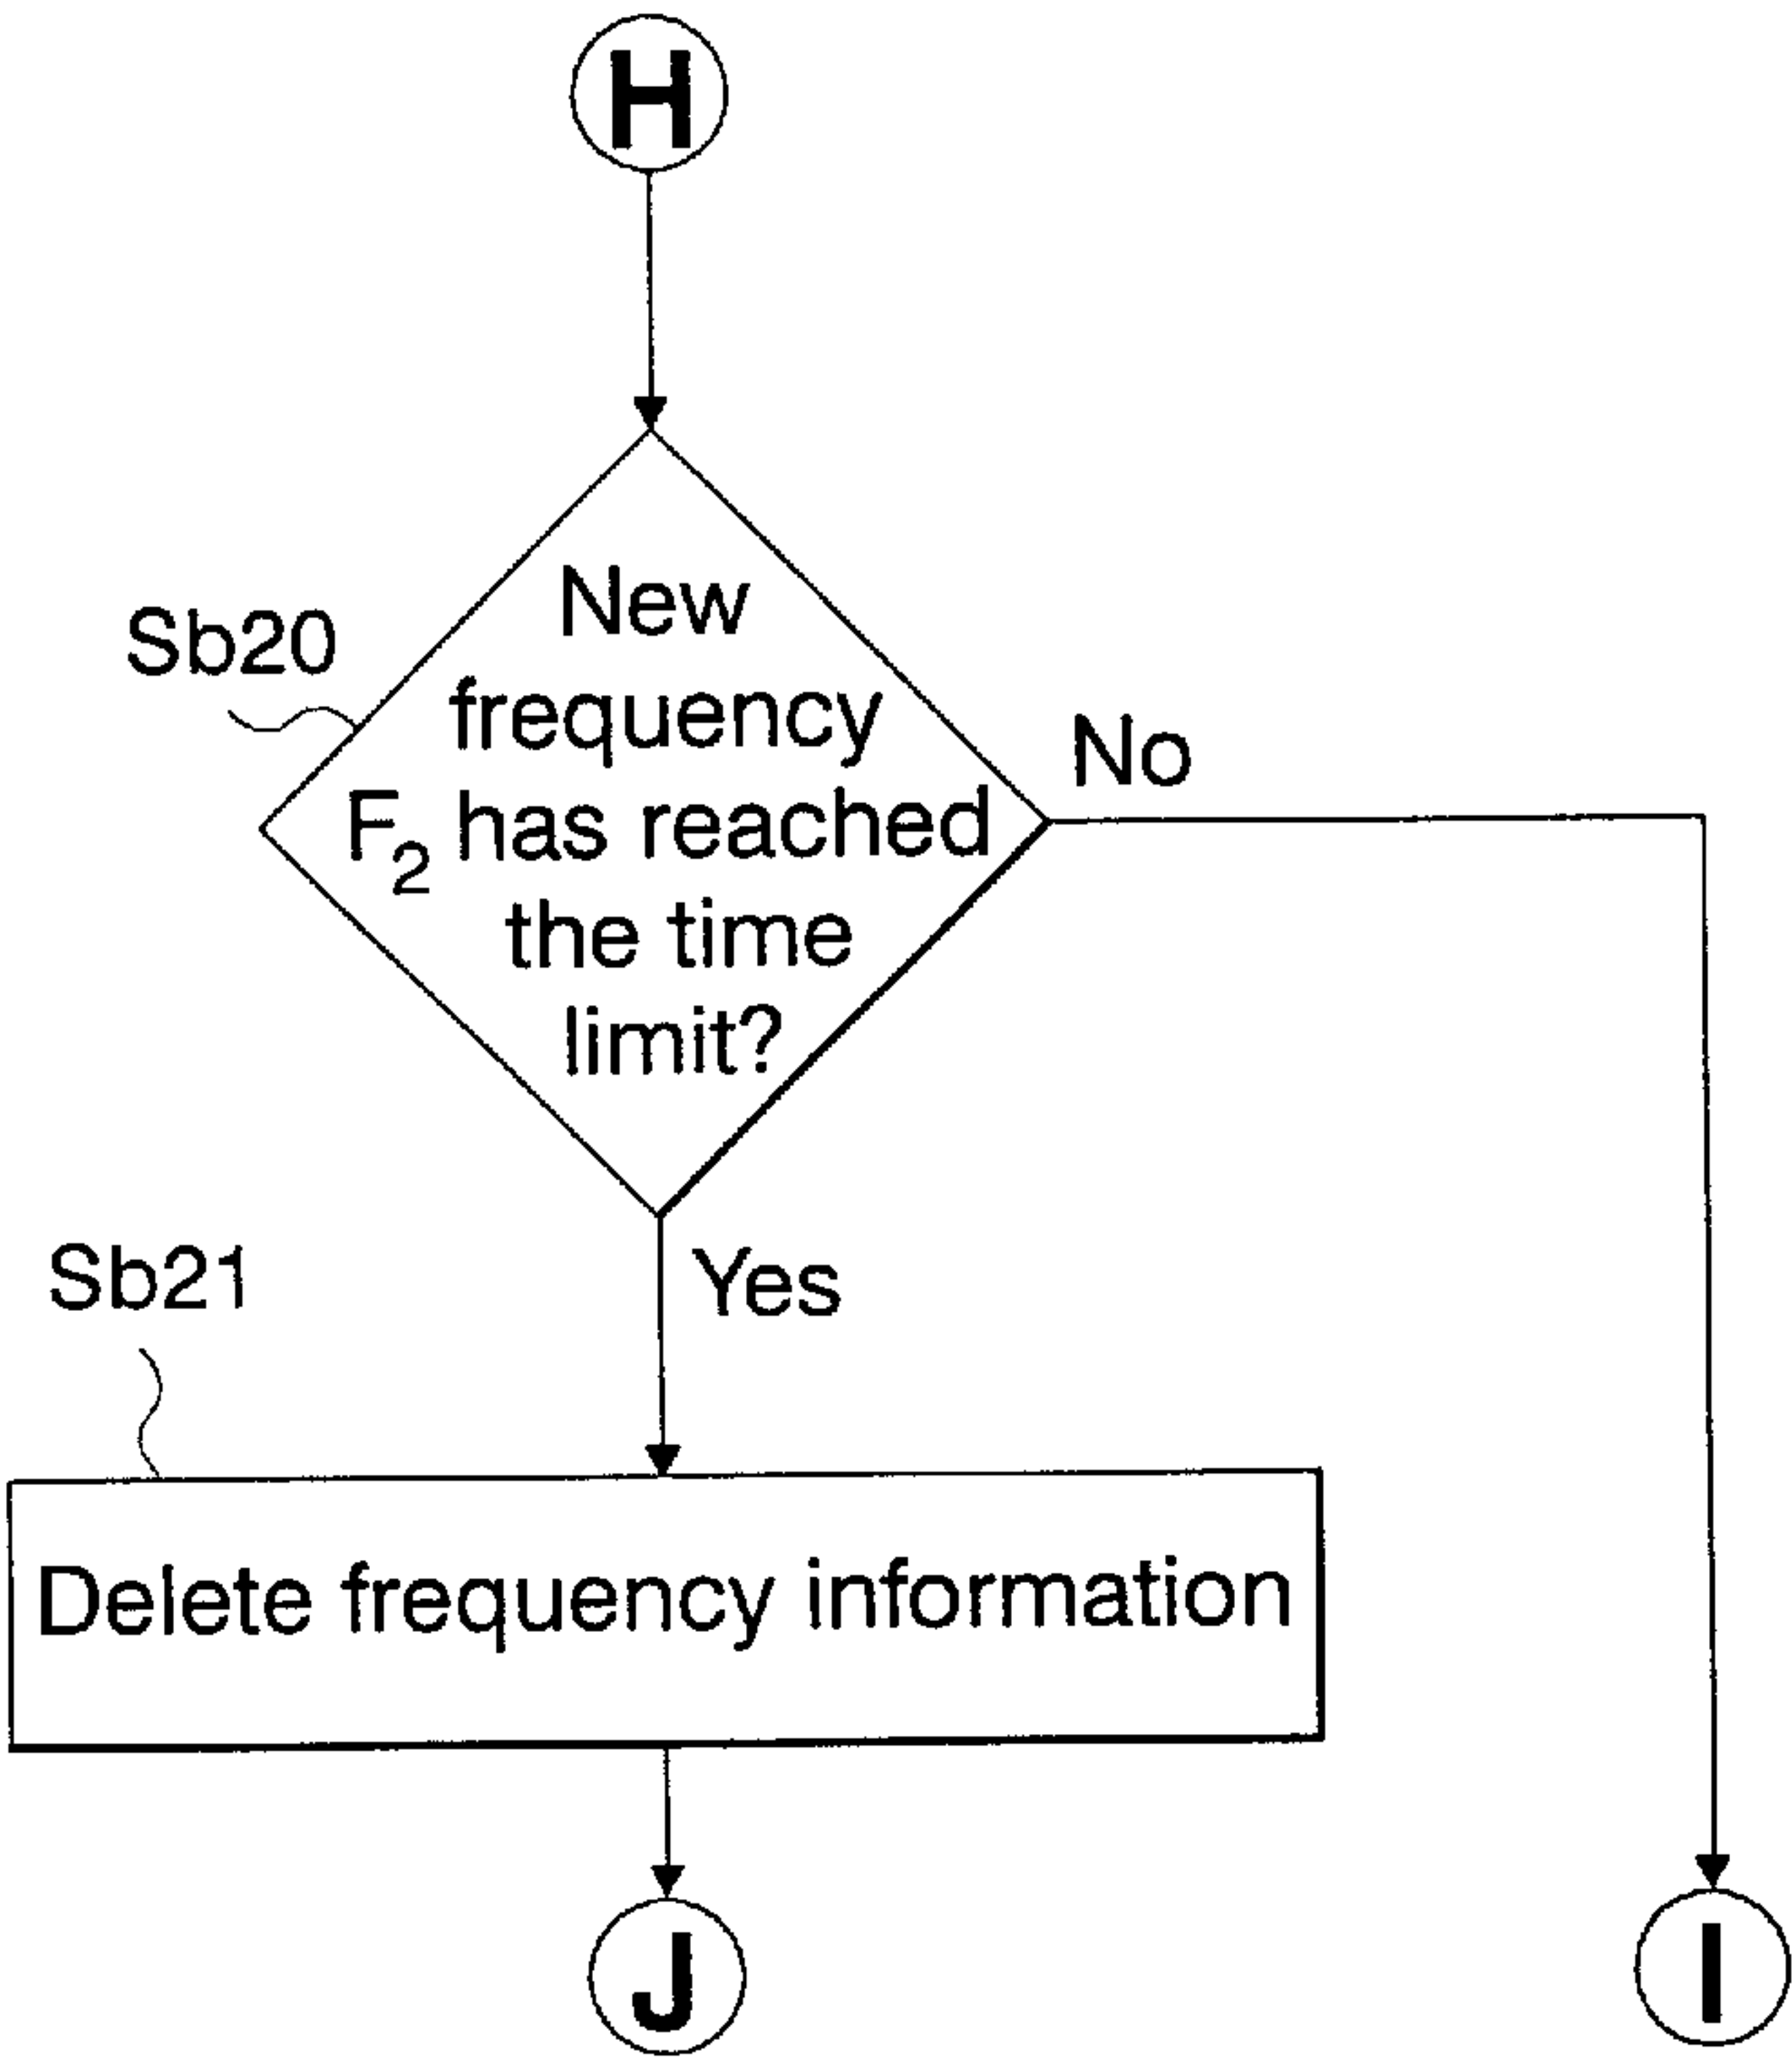 H
New
Sb20
frequency
No
F₂ has reached
the time
limit?
Sb21
Yes
Delete frequency information
J
I